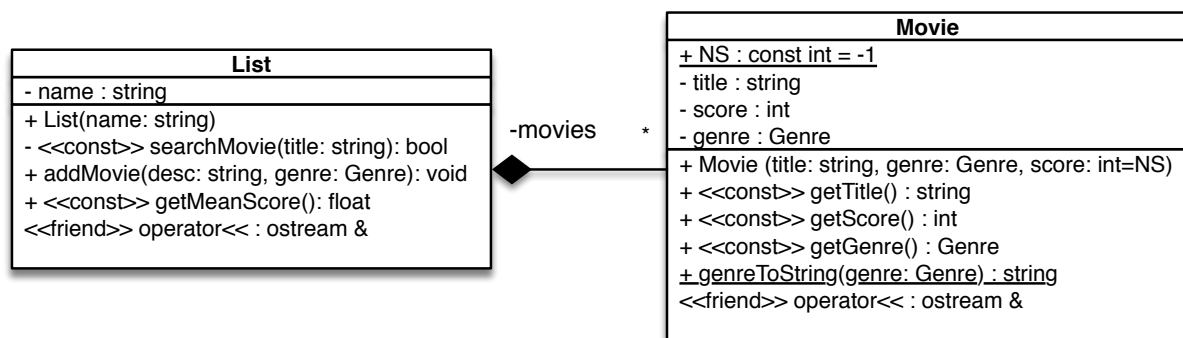 List
- name : string
+ List(name: string)
- <<const>> searchMovie(title: string): bool
+ addMovie(desc: string, genre: Genre): void
+ <<const>> getMeanScore(): float
<<friend>> operator<< : ostream &
-movies
*
Movie
+ NS : const int = -1
- title : string
- score : int
- genre : Genre
+ Movie (title: string, genre: Genre, score: int=NS)
+ <<const>> getTitle() : string
+ <<const>> getScore() : int
+ <<const>> getGenre() : Genre
+ genreToString(genre: Genre) : string
<<friend>> operator<< : ostream &